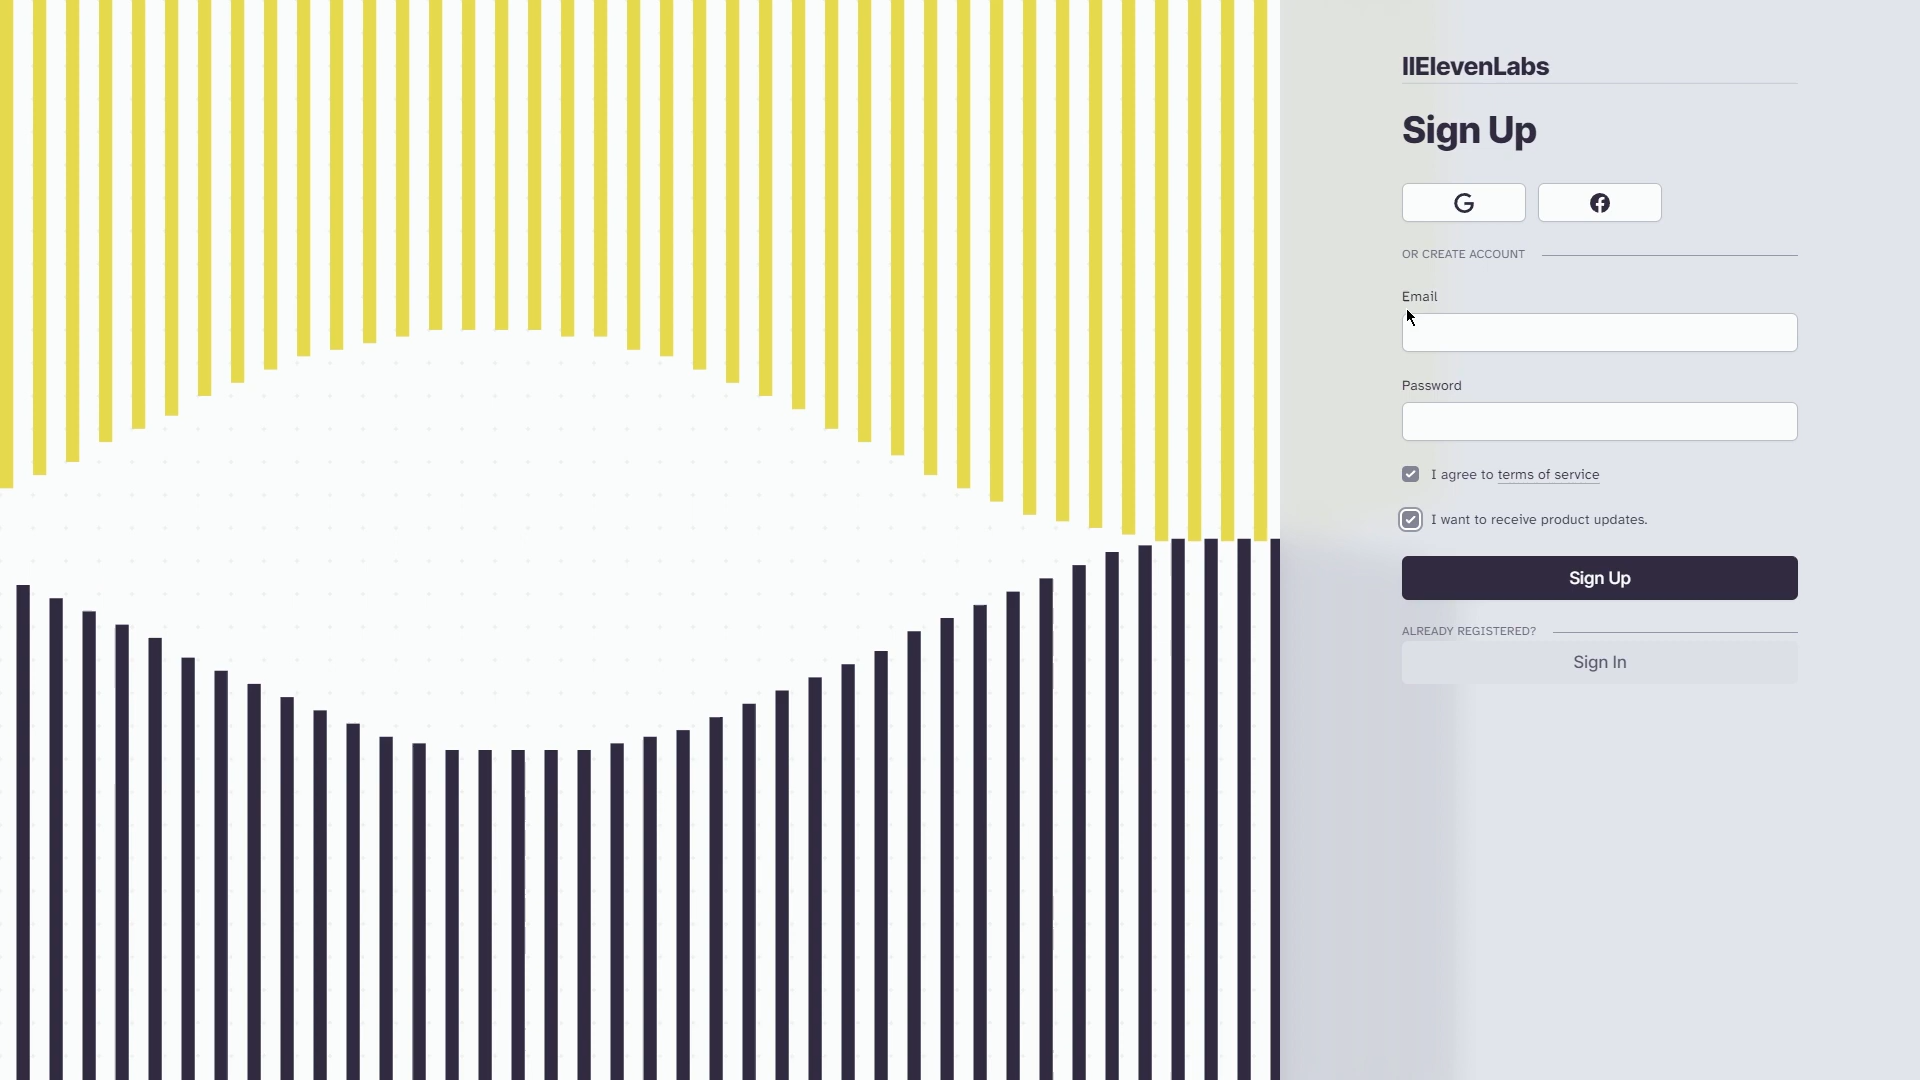 IIElevenLabs
Sign Up
OR CREATE ACCOUNT
Email
Password
I agree to terms of service
I want to receive product updates.
Sign Up
ALREADY REGISTERED?
Sign In